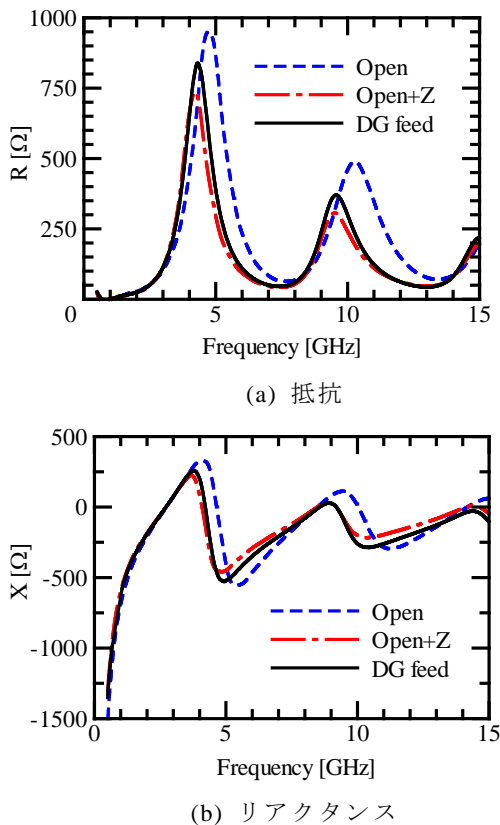 1000
750
500
250
0
R [Ω]
Open
Open+Z
DG feed
0 5 10 15
Frequency [GHz]
(a) 抵抗
500
0
-500
-1000
-1500
X [Ω]
Open
Open+Z
DG feed
0 5 10 15
Frequency [GHz]
(b) リアクタンス